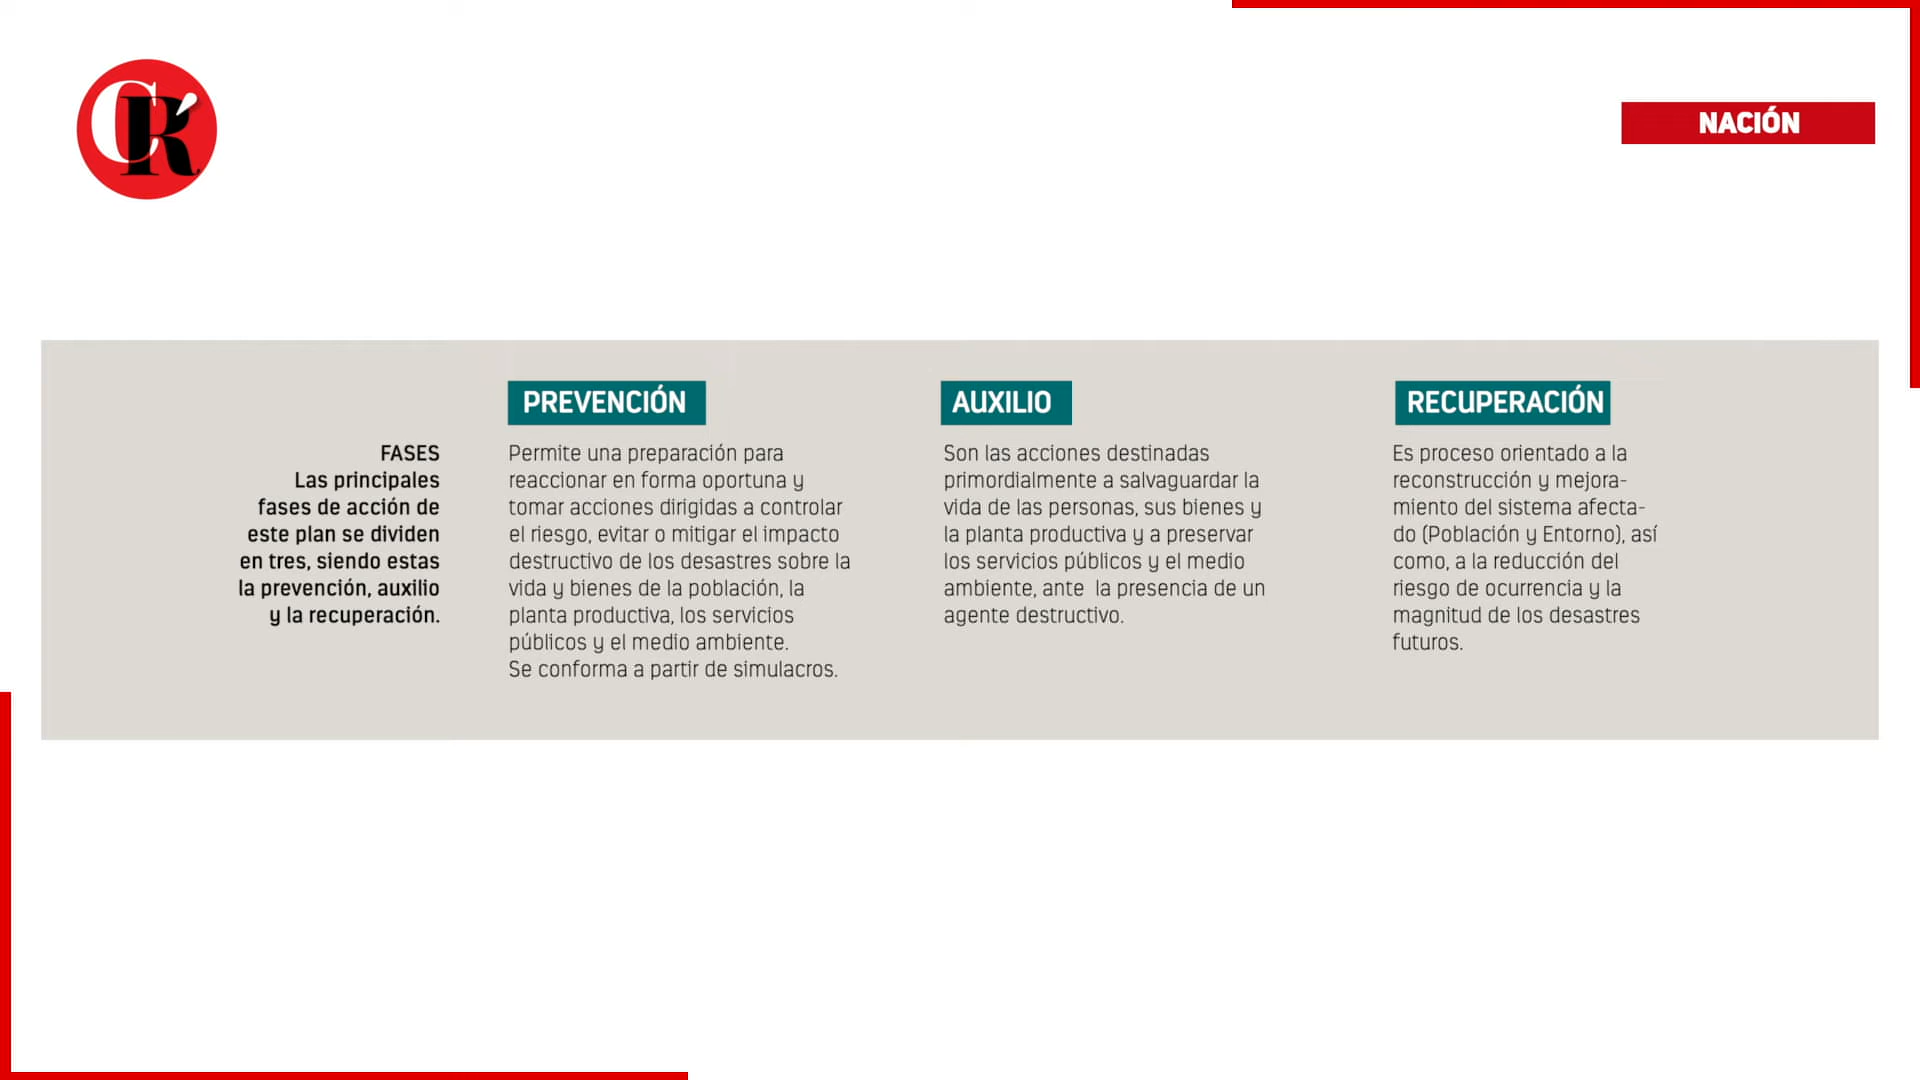 CR
NACIÓN
FASES
Las principales
fases de acción de
este plan se dividen
en tres, siendo estas
la prevención, auxilio
y la recuperación.
PREVENCIÓN
Permite una preparación para
reaccionar en forma oportuna y
tomar acciones dirigidas a controlar
el riesgo, evitar o mitigar el impacto
destructivo de los desastres sobre la
vida y bienes de la población, la
planta productiva, los servicios
públicos y el medio ambiente.
Se conforma a partir de simulacros.
AUXILIO
Son las acciones destinadas
primordialmente a salvaguardar la
vida de las personas, sus bienes y
la planta productiva y a preservar
los servicios públicos y el medio
ambiente, ante  la presencia de un
agente destructivo.
RECUPERACIÓN
Es proceso orientado a la
reconstrucción y mejora-
miento del sistema afecta-
do (Población y Entorno), así
como, a la reducción del
riesgo de ocurrencia y la
magnitud de los desastres
futuros.